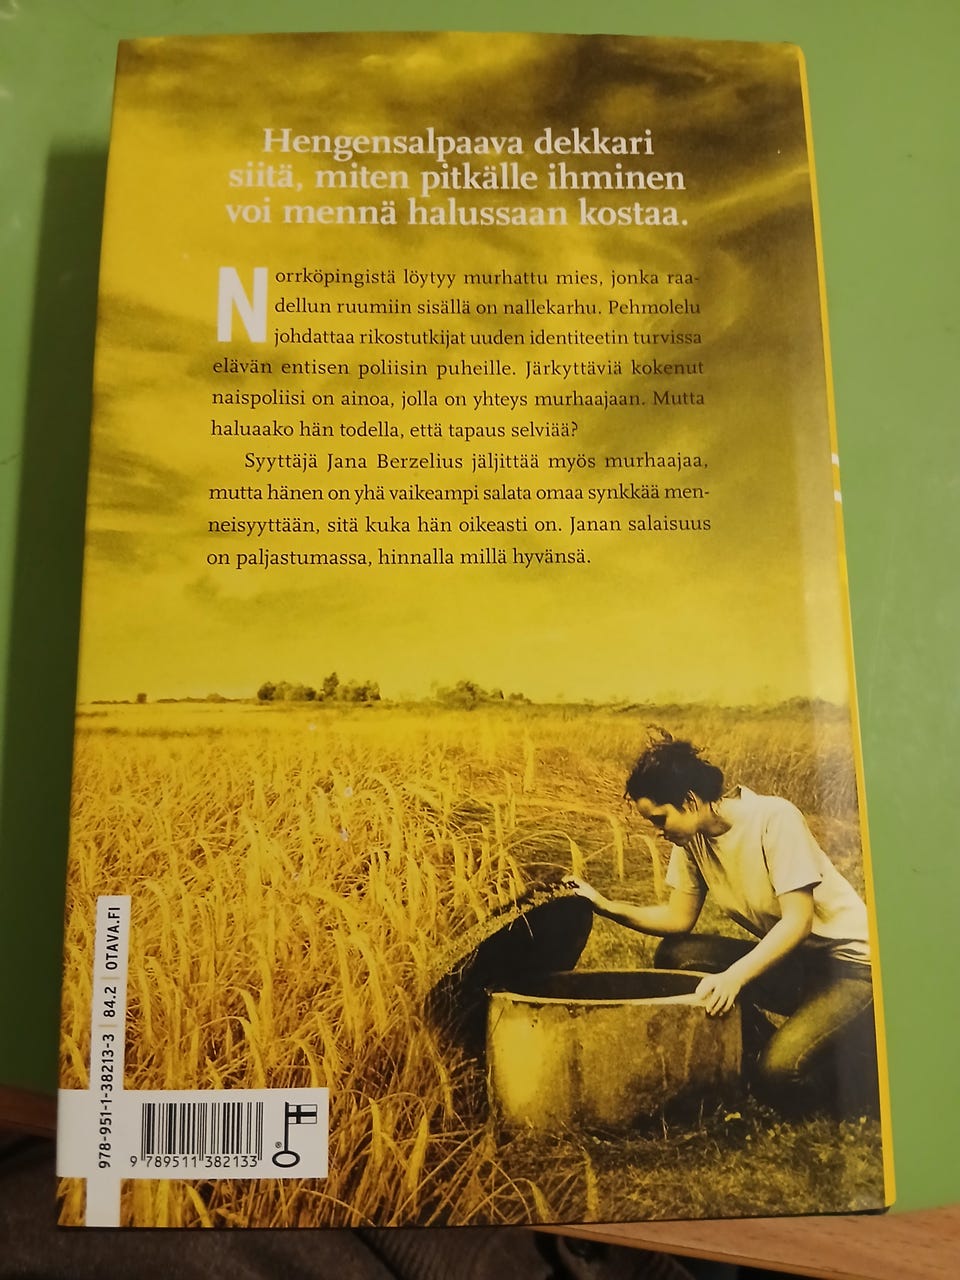 Hengensalpaava dekkari
siitä, miten pitkälle ihminen
voi mennä halussaan kostaa.
Norrköpingistä löytyy murhattu mies, jonka raa-
dellun ruumiin sisällä on nallekarhu. Pehmolelu
johdattaa rikostutkijat uuden identiteetin turvissa
elävän entisen poliisin puheille. Järkyttäviä kokenut
naispoliisi on ainoa, jolla on yhteys murhaajaan. Mutta
haluaako hän todella, että tapaus selviää?
Syyttäjä Jana Berzelius jäljittää myös murhaajaa,
mutta hänen on yhä vaikeampi salata omaa synkkää men-
neisyyttään, sitä kuka hän oikeasti on. Janan salaisuus
on paljastumassa, hinnalla millä hyvänsä.
978-951-1-38213-3 | 84.2 | OTAVA.FI
9 789511 382133
®